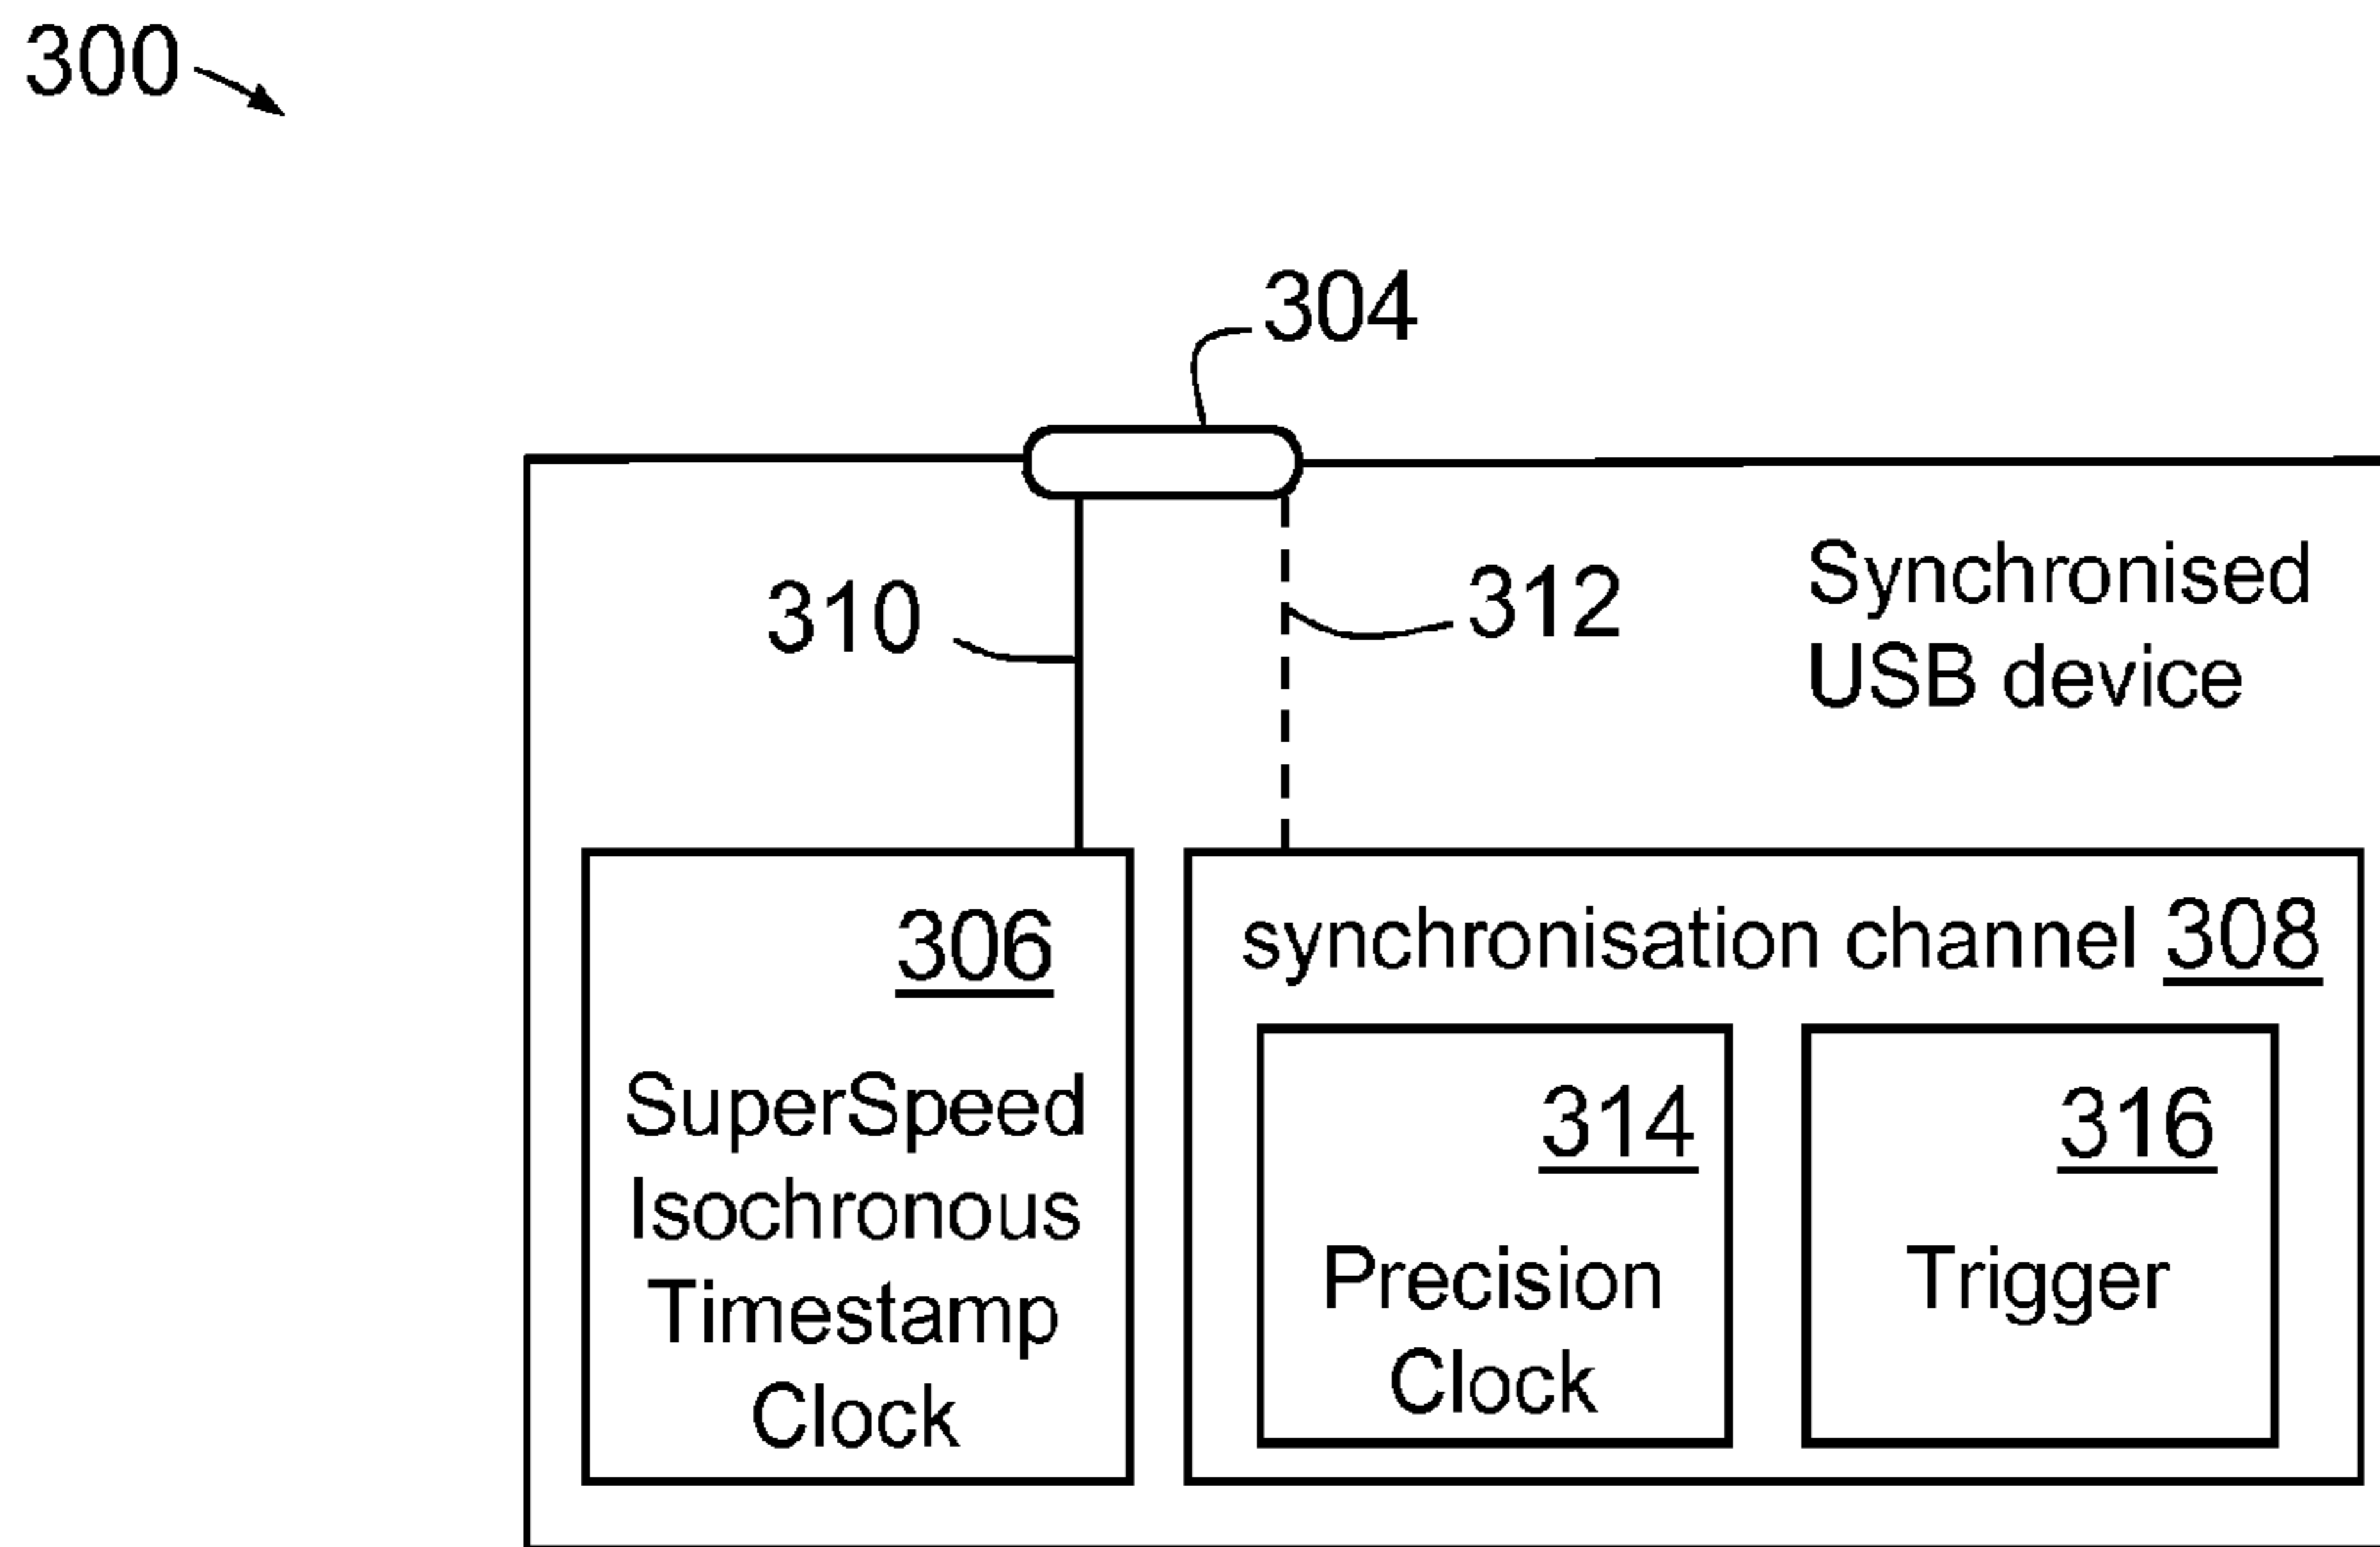 300
304
310
312
Synchronised
USB device
306
SuperSpeed
Isochronous
Timestamp
Clock
synchronisation channel 308
314
Precision
Clock
316
Trigger